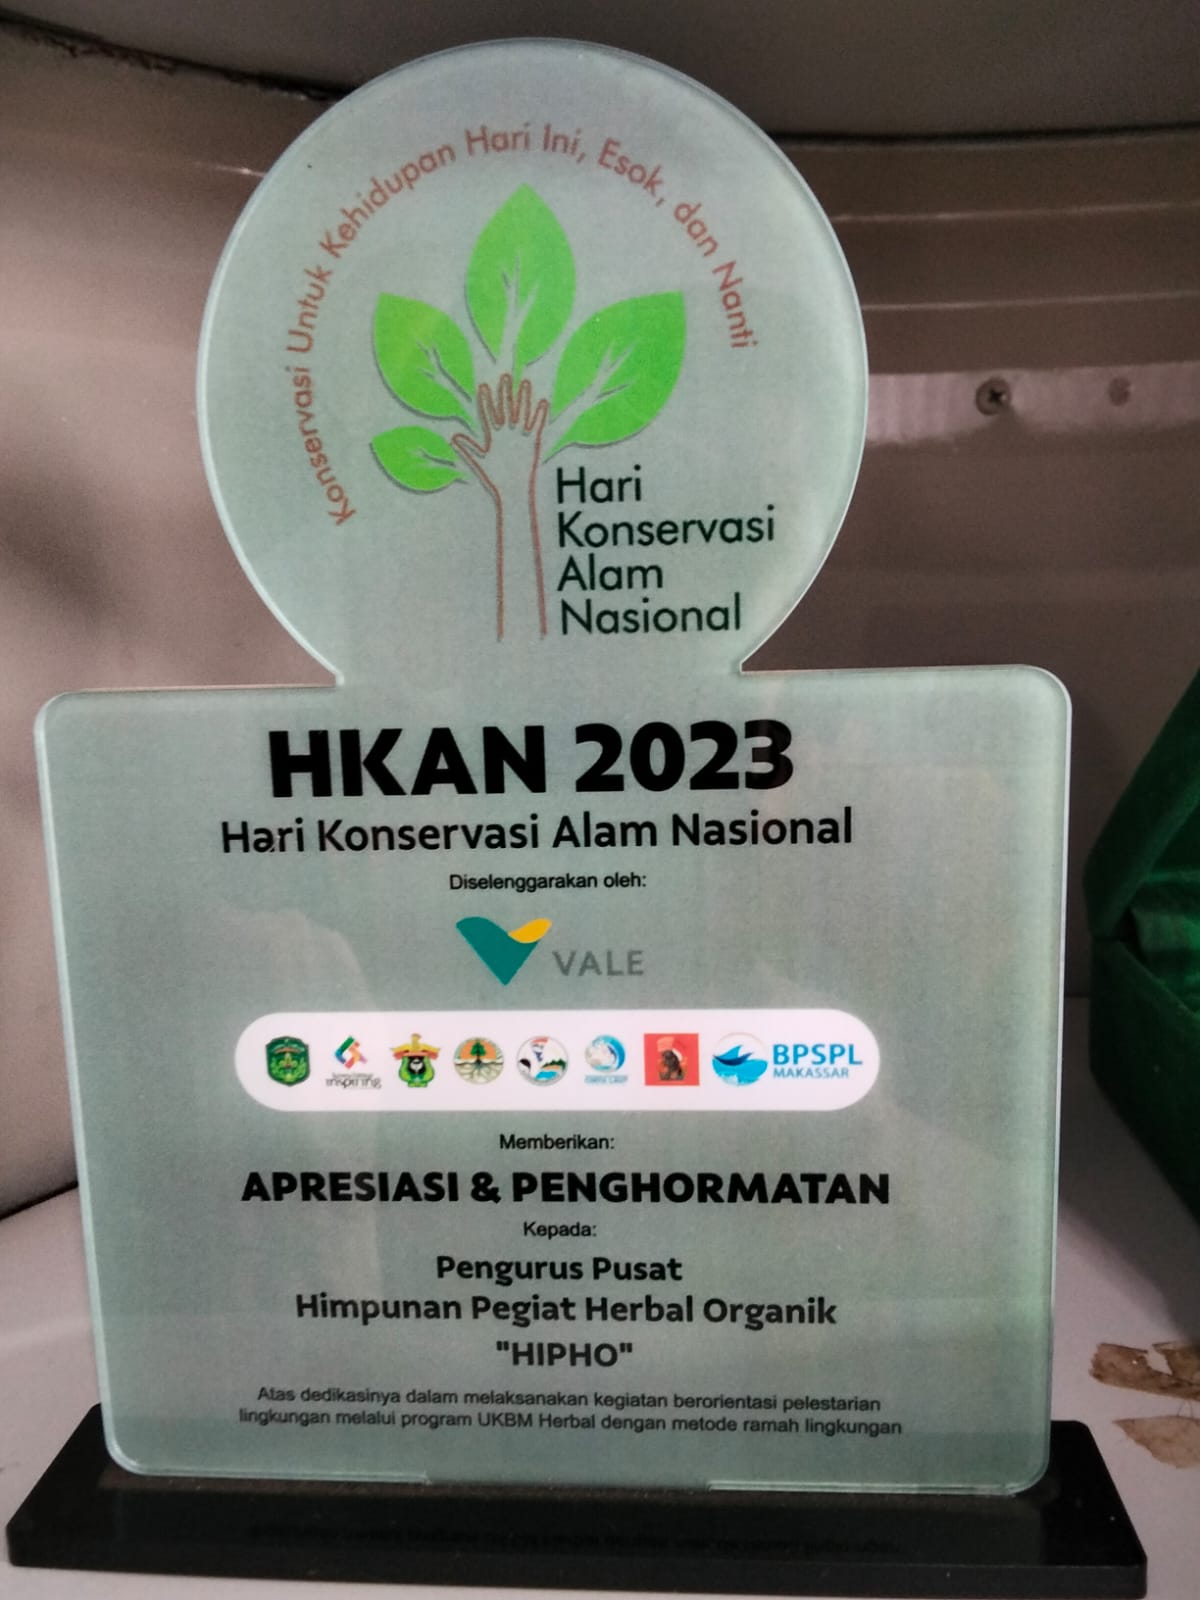 Konservasi Untuk Kehidupan Hari Ini, Esok, dan Nanti
Hari
Konservasi
Alam
Nasional
HKAN 2023
Hari Konservasi Alam Nasional
Diselenggarakan oleh:
VALE
inspiring
BPSPL
MAKASSAR
Memberikan:
APRESIASI & PENGHORMATAN
Kepada:
Pengurus Pusat
Himpunan Pegiat Herbal Organik
"HIPHO"
Atas dedikasinya dalam melaksanakan kegiatan berorientasi pelestarian
lingkungan melalui program UKBM Herbal dengan metode ramah lingkungan